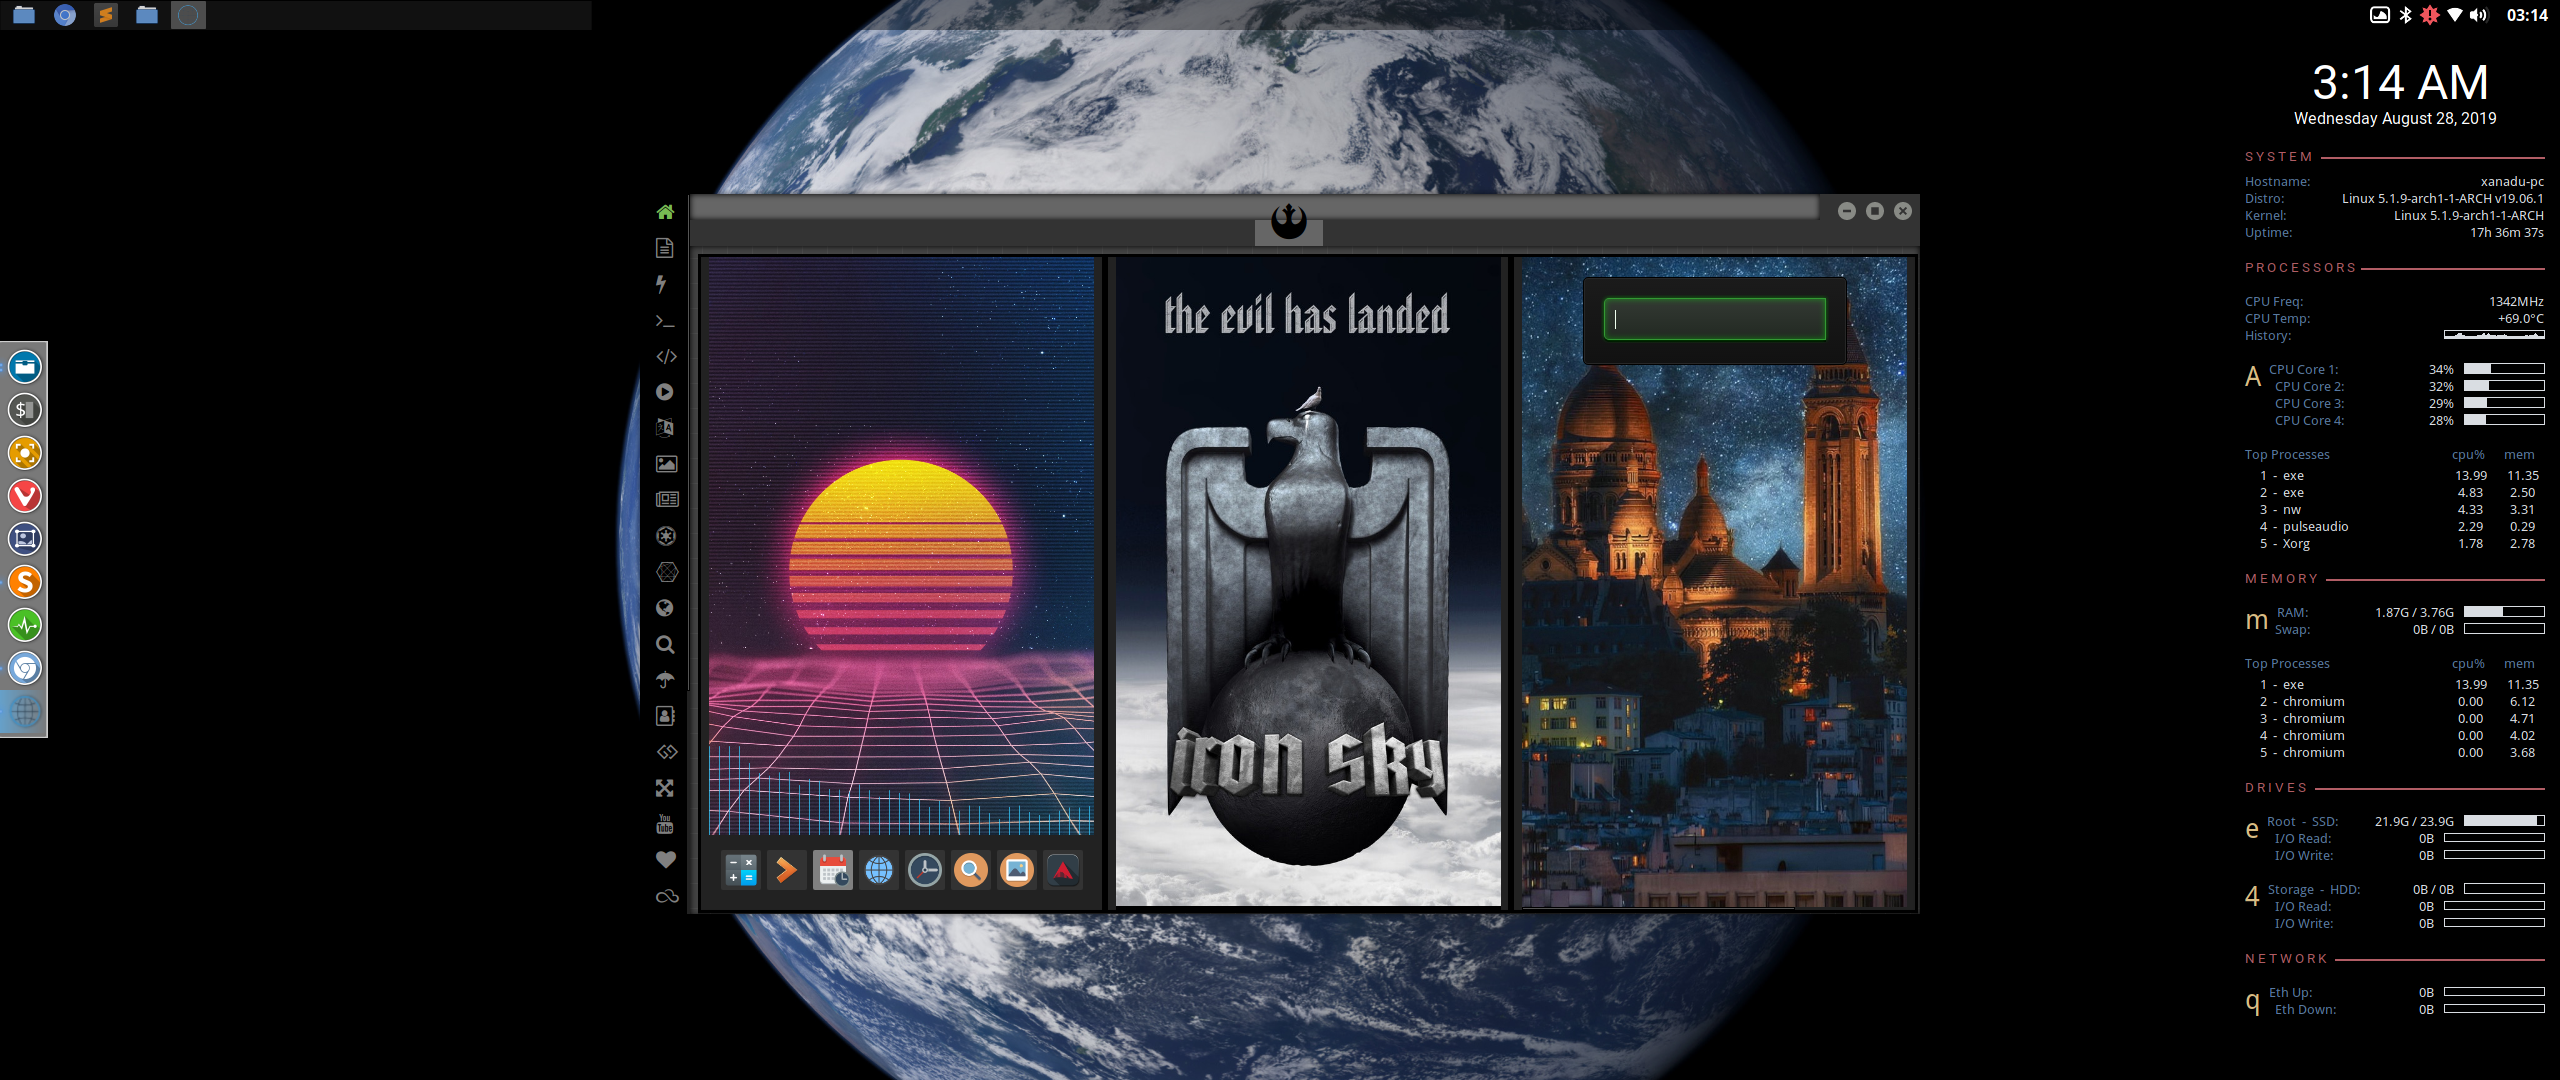 03:14
3:14 AM
Wednesday August 28, 2019
SYSTEM
Hostname: xanadu-pc
Distro: Linux 5.1.9-arch1-1-ARCH v19.06.1
Kernel: Linux 5.1.9-arch1-1-ARCH
Uptime: 17h 36m 37s
PROCESSORS
CPU Freq: 1342MHz
CPU Temp: +69.0°C
History:
A CPU Core 1: 34%
CPU Core 2: 32%
CPU Core 3: 29%
CPU Core 4: 28%
Top Processes cpu% mem
1 - exe 13.99 11.35
2 - exe 4.83 2.50
3 - nw 4.33 3.31
4 - pulseaudio 2.29 0.29
5 - Xorg 1.78 2.78
MEMORY
m RAM: 1.87G / 3.76G
Swap: 0B / 0B
Top Processes cpu% mem
1 - exe 13.99 11.35
2 - chromium 0.00 6.12
3 - chromium 0.00 4.71
4 - chromium 0.00 4.02
5 - chromium 0.00 3.68
DRIVES
e Root - SSD: 21.9G / 23.9G
I/O Read: 0B
I/O Write: 0B
4 Storage - HDD: 0B / 0B
I/O Read: 0B
I/O Write: 0B
NETWORK
q Eth Up: 0B
Eth Down: 0B
the evil has landed
iron sky
You
Tube